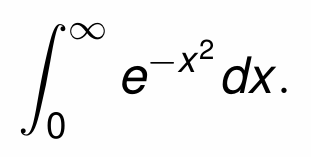 ∫₀^∞ e^{-x²} dx.